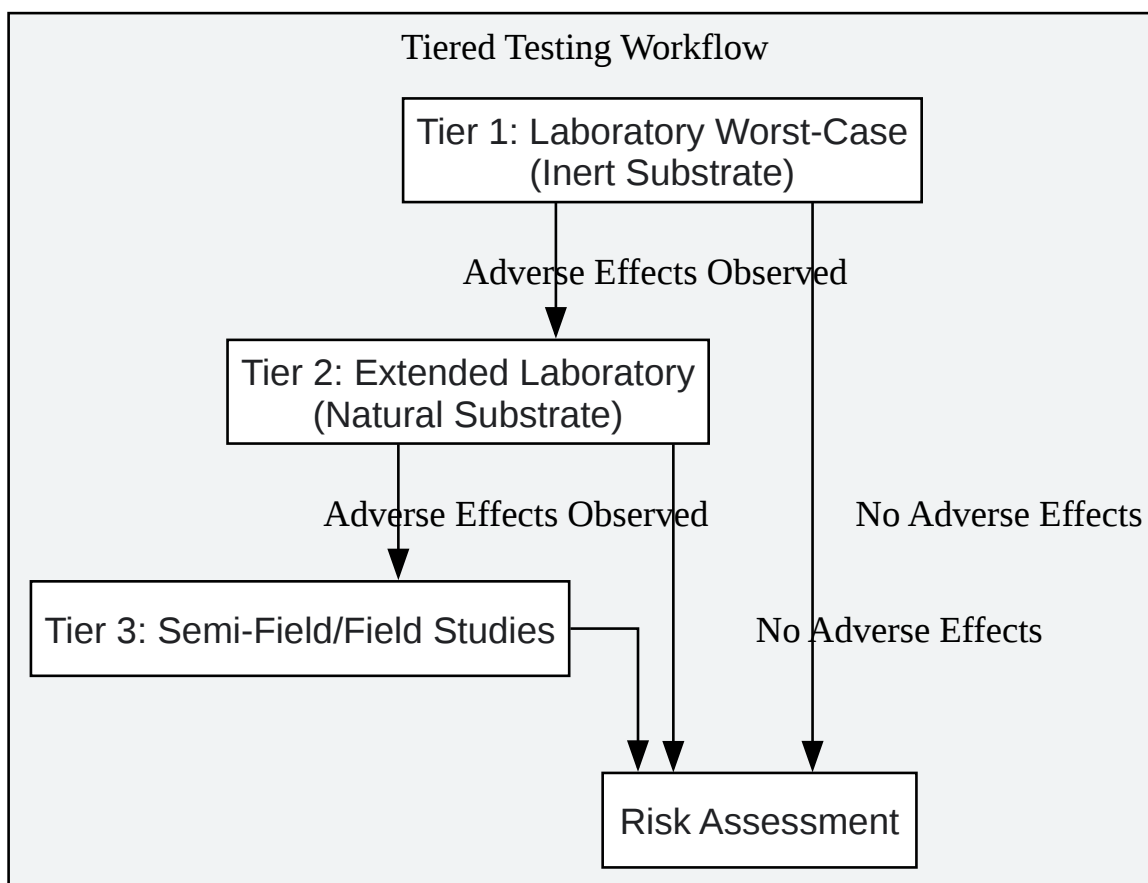 Tiered Testing Workflow
Tier 1: Laboratory Worst-Case
(Inert Substrate)
Adverse Effects Observed
Tier 2: Extended Laboratory
(Natural Substrate)
Adverse Effects Observed
No Adverse Effects
Tier 3: Semi-Field/Field Studies
No Adverse Effects
Risk Assessment